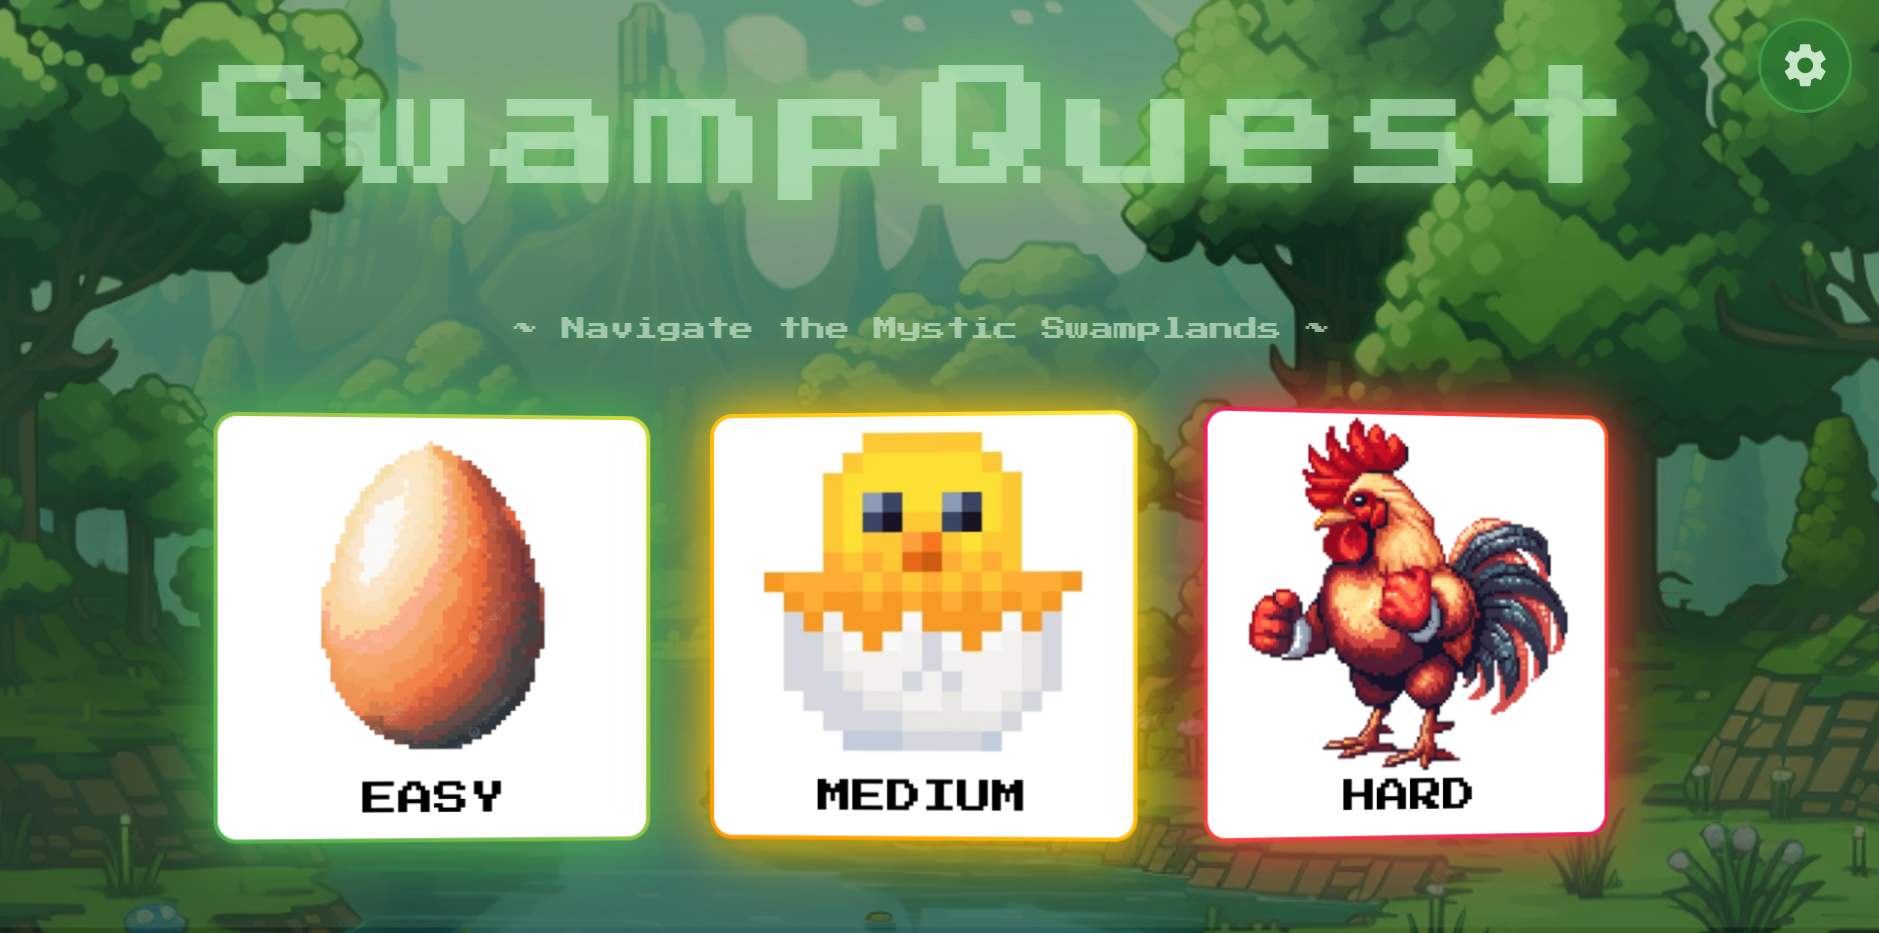 SwampQuest
~ Navigate the Mystic Swamplands ~
EASY
MEDIUM
HARD